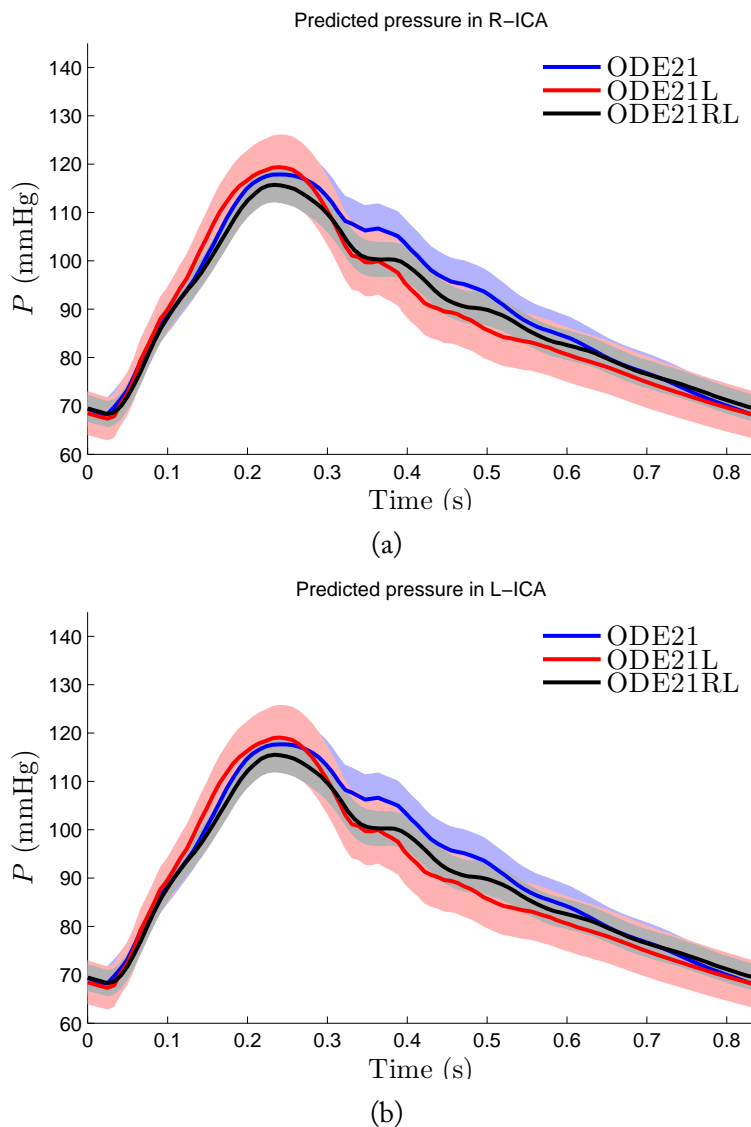 Predicted pressure in R−ICA
140
130
120
110
100
90
80
70
60
P (mmHg)
ODE21
ODE21L
ODE21RL
0 0.1 0.2 0.3 0.4 0.5 0.6 0.7 0.8
Time (s)
(a)
Predicted pressure in L−ICA
140
130
120
110
100
90
80
70
60
P (mmHg)
ODE21
ODE21L
ODE21RL
0 0.1 0.2 0.3 0.4 0.5 0.6 0.7 0.8
Time (s)
(b)